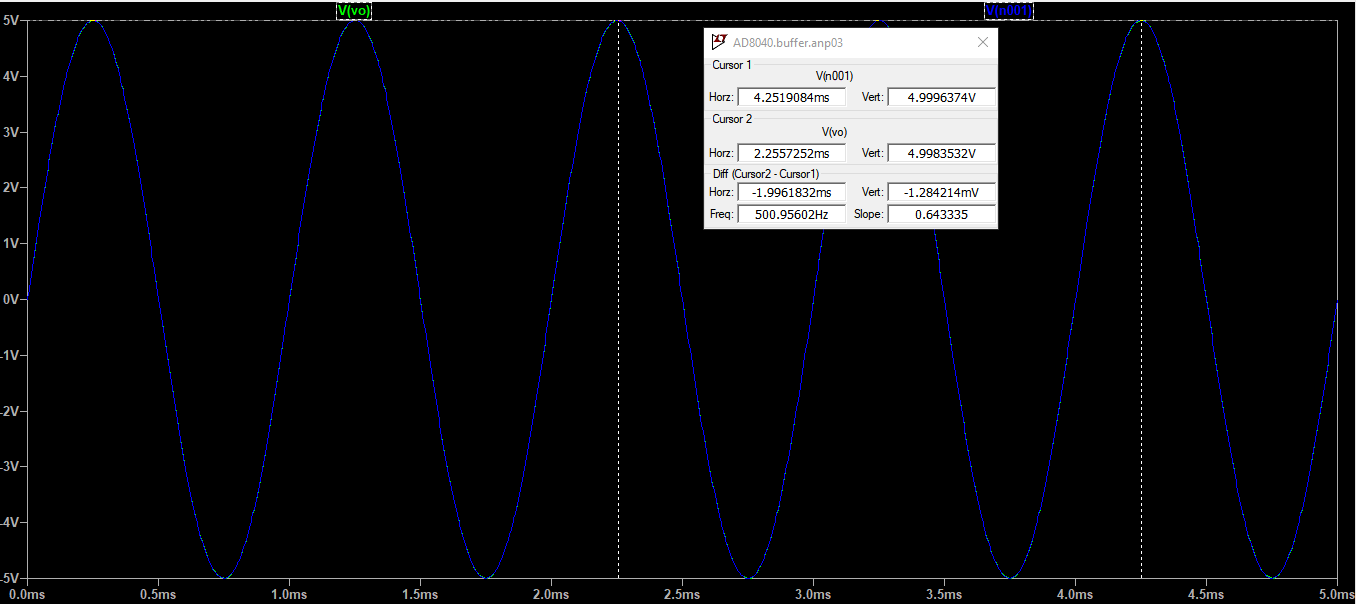 V(vo) V(n001)
5V
4V
3V
2V
1V
0V
-1V
-2V
-3V
-4V
-5V
0.0ms 0.5ms 1.0ms 1.5ms 2.0ms 2.5ms 3.0ms 3.5ms 4.0ms 4.5ms 5.0ms
AD8040.buffer.anp03
Cursor 1
V(n001)
Horz: 4.2519084ms Vert: 4.9996374V
Cursor 2
V(vo)
Horz: 2.2557252ms Vert: 4.9983532V
Diff (Cursor2 - Cursor1)
Horz: -1.9961832ms Vert: -1.284214mV
Freq: 500.95602Hz Slope: 0.643335